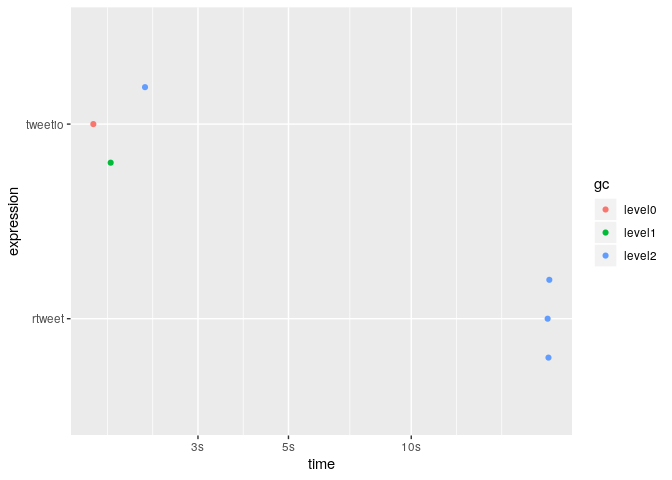 tweetio
rtweet
expression
3s
5s
10s
time
gc
level0
level1
level2